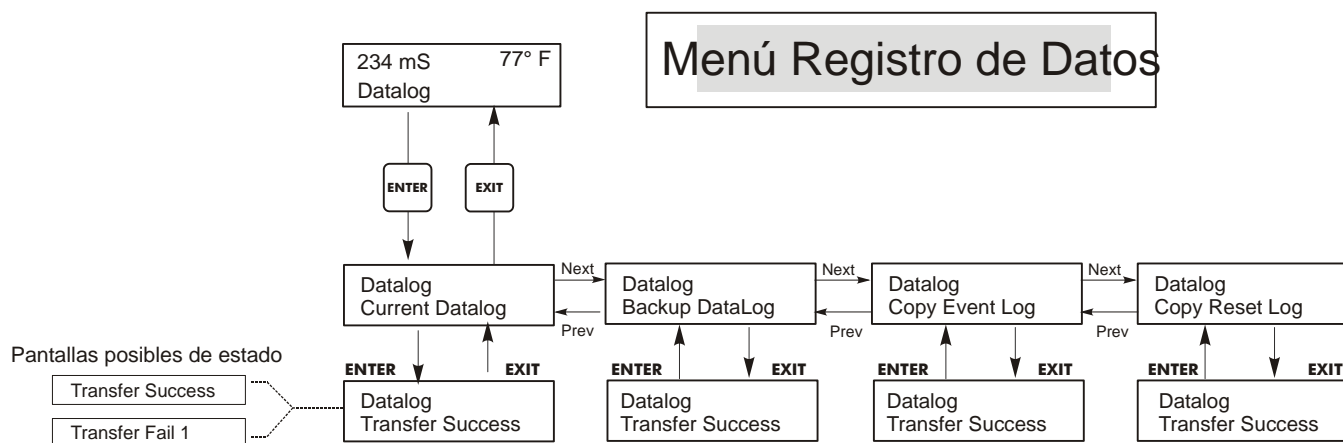 Menú Registro de Datos
234 mS 77° F
Datalog
ENTER EXIT
Datalog
Current Datalog
Next
Prev
Datalog
Backup DataLog
Next
Prev
Datalog
Copy Event Log
Next
Prev
Datalog
Copy Reset Log
Pantallas posibles de estado
Transfer Success
Transfer Fail 1
ENTER EXIT
Datalog
Transfer Success
ENTER EXIT
Datalog
Transfer Success
ENTER EXIT
Datalog
Transfer Success
ENTER EXIT
Datalog
Transfer Success